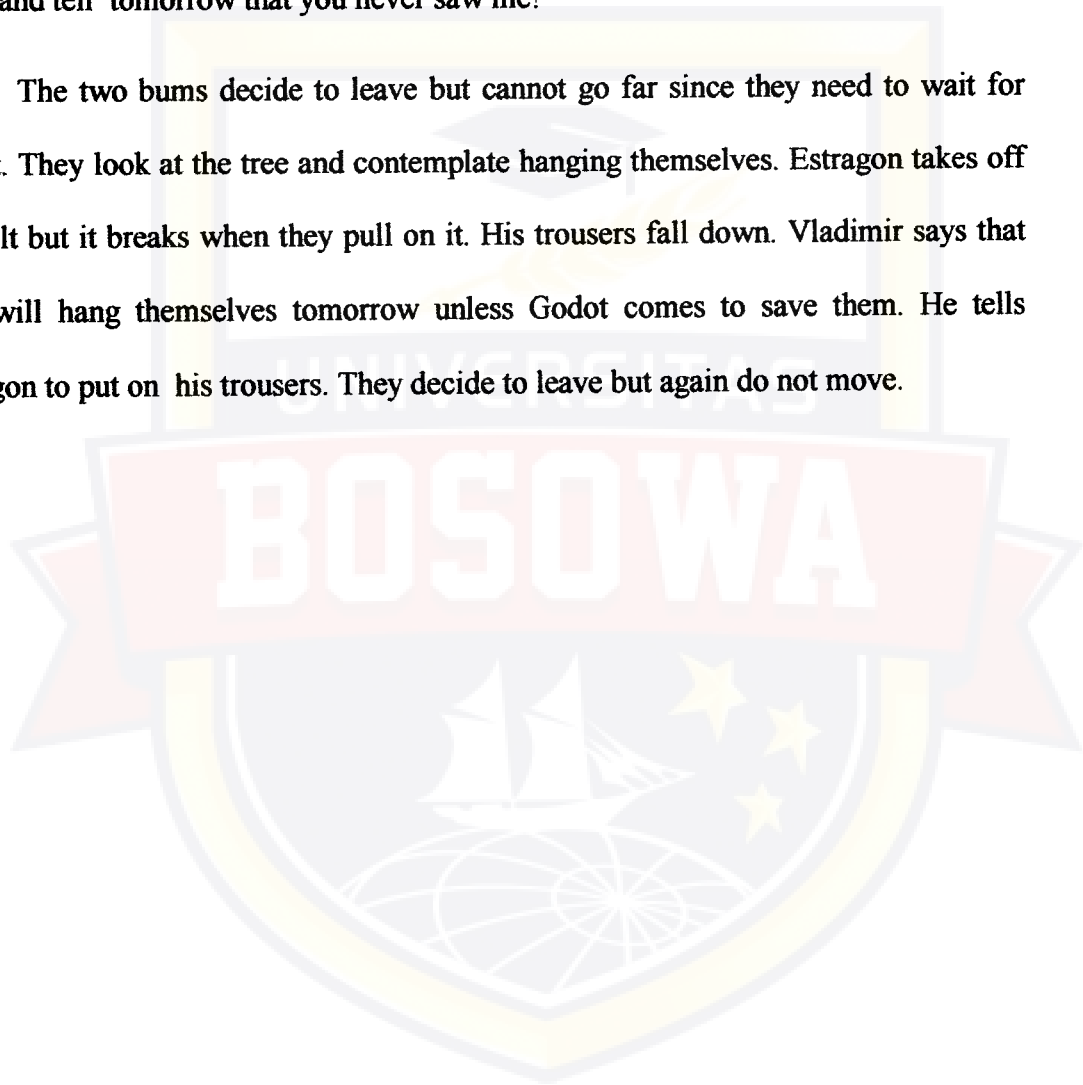 and tell tomorrow that you never saw me!
The two bums decide to leave but cannot go far since they need to wait for
. They look at the tree and contemplate hanging themselves. Estragon takes off
lt but it breaks when they pull on it. His trousers fall down. Vladimir says that
will hang themselves tomorrow unless Godot comes to save them. He tells
gon to put on his trousers. They decide to leave but again do not move.
UNIVERSITAS
BOSOWA